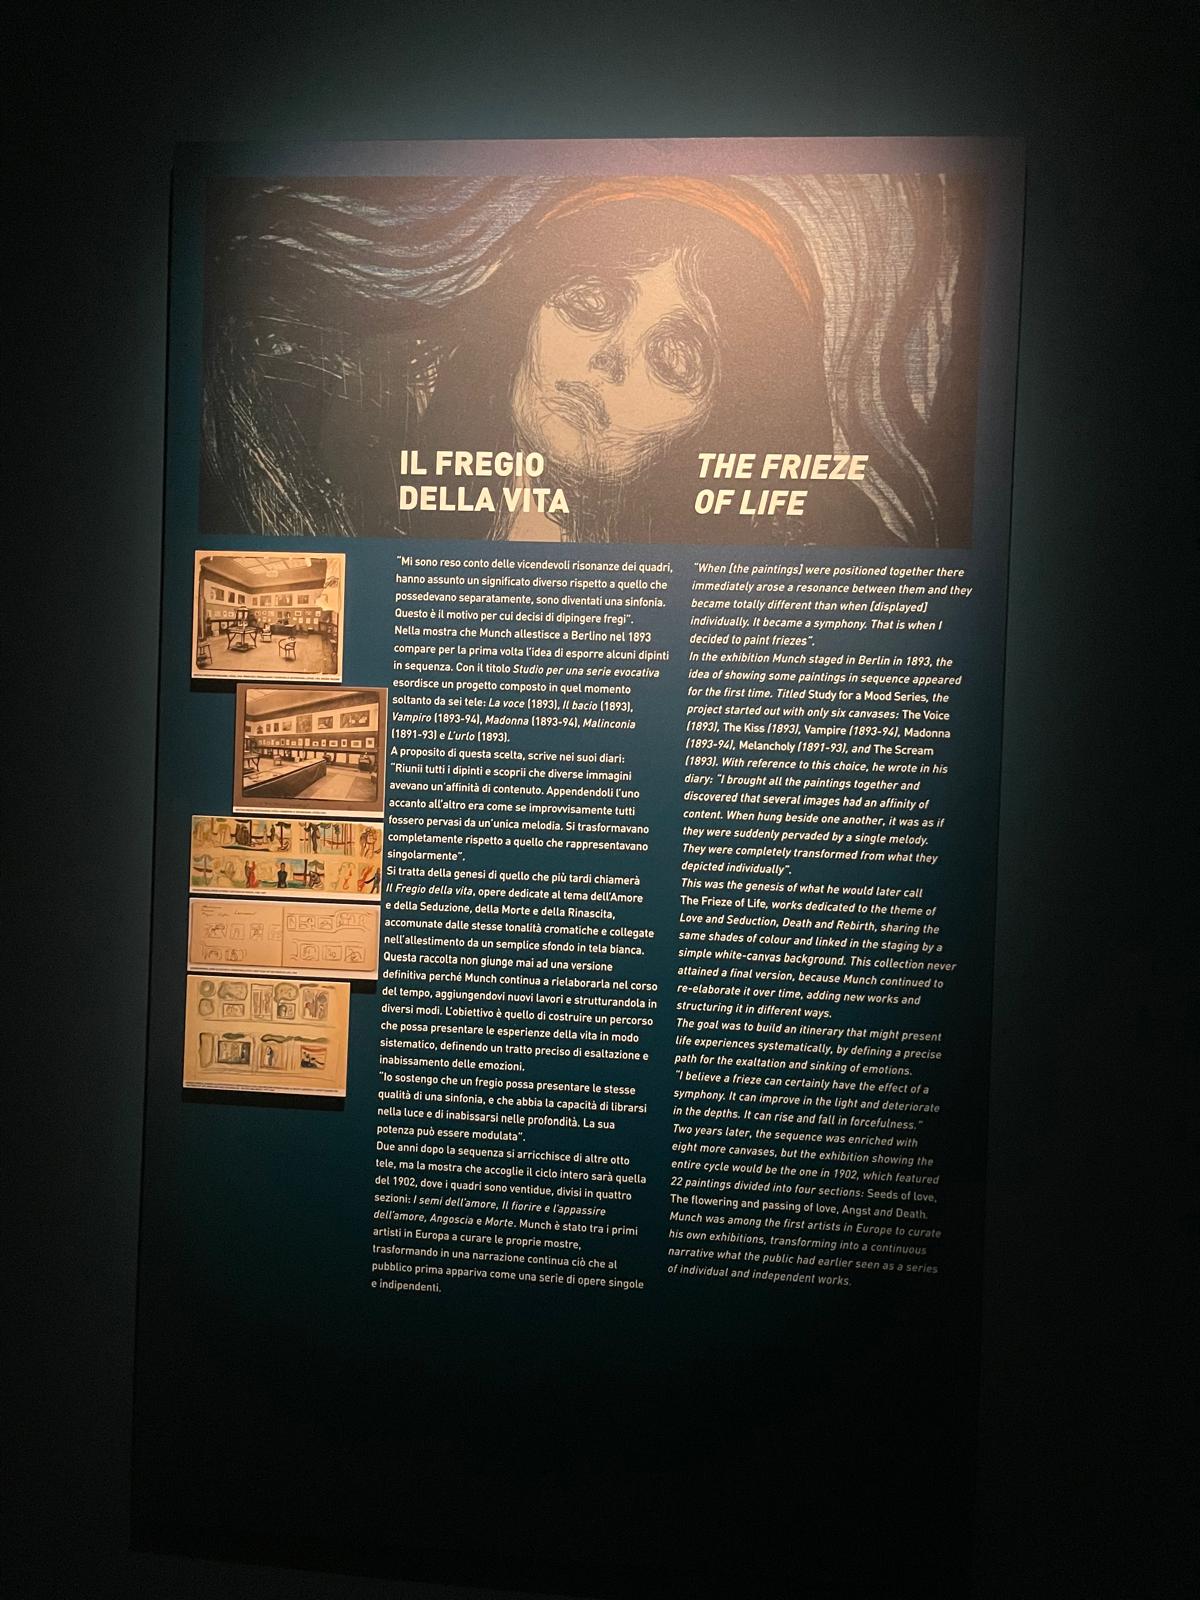 IL FREGIO
DELLA VITA
THE FRIEZE
OF LIFE
“Mi sono reso conto delle vicendevoli risonanze dei quadri,
hanno assunto un significato diverso rispetto a quello che
possedevano separatamente, sono diventati una sinfonia.
Questo è il motivo per cui decisi di dipingere fregi”.
Nella mostra che Munch allestisce a Berlino nel 1893
compare per la prima volta l’idea di esporre alcuni dipinti
in sequenza. Con il titolo Studio per una serie evocativa
esordisce un progetto composto in quel momento
soltanto da sei tele: La voce (1893), Il bacio (1893),
Vampiro (1893-94), Madonna (1893-94), Malinconia
(1891-93) e L’urlo (1893).
A proposito di questa scelta, scrive nei suoi diari:
“Riunii tutti i dipinti e scoprii che diverse immagini
avevano un’affinità di contenuto. Appendendoli l’uno
accanto all’altro era come se improvvisamente tutti
fossero pervasi da un’unica melodia. Si trasformavano
completamente rispetto a quello che rappresentavano
singolarmente”.
Si tratta della genesi di quello che più tardi chiamerà
Il Fregio della vita, opere dedicate al tema dell’Amore
e della Seduzione, della Morte e della Rinascita,
accomunate dalle stesse tonalità cromatiche e collegate
nell’allestimento da un semplice sfondo in tela bianca.
Questa raccolta non giunge mai ad una versione
definitiva perché Munch continua a rielaborarla nel corso
del tempo, aggiungendovi nuovi lavori e strutturandola in
diversi modi. L’obiettivo è quello di costruire un percorso
che possa presentare le esperienze della vita in modo
sistematico, definendo un tratto preciso di esaltazione e
inabissamento delle emozioni.
“Io sostengo che un fregio possa presentare le stesse
qualità di una sinfonia, e che abbia la capacità di librarsi
nella luce e di inabissarsi nelle profondità. La sua
potenza può essere modulata”.
Due anni dopo la sequenza si arricchisce di altre otto
tele, ma la mostra che accoglie il ciclo intero sarà quella
del 1902, dove i quadri sono ventidue, divisi in quattro
sezioni: I semi dell’amore, Il fiorire e l’appassire
dell’amore, Angoscia e Morte. Munch è stato tra i primi
artisti in Europa a curare le proprie mostre,
trasformando in una narrazione continua ciò che al
pubblico prima appariva come una serie di opere singole
e indipendenti.
“When [the paintings] were positioned together there
immediately arose a resonance between them and they
became totally different than when [displayed]
individually. It became a symphony. That is when I
decided to paint friezes”.
In the exhibition Munch staged in Berlin in 1893, the
idea of showing some paintings in sequence appeared
for the first time. Titled Study for a Mood Series, the
project started out with only six canvases: The Voice
(1893), The Kiss (1893), Vampire (1893-94), Madonna
(1893-94), Melancholy (1891-93), and The Scream
(1893). With reference to this choice, he wrote in his
diary: “I brought all the paintings together and
discovered that several images had an affinity of
content. When hung beside one another, it was as if
they were suddenly pervaded by a single melody.
They were completely transformed from what they
depicted individually”.
This was the genesis of what he would later call
The Frieze of Life, works dedicated to the theme of
Love and Seduction, Death and Rebirth, sharing the
same shades of colour and linked in the staging by a
simple white-canvas background. This collection never
attained a final version, because Munch continued to
re-elaborate it over time, adding new works and
structuring it in different ways.
The goal was to build an itinerary that might present
life experiences systematically, by defining a precise
path for the exaltation and sinking of emotions.
“I believe a frieze can certainly have the effect of a
symphony. It can improve in the light and deteriorate
in the depths. It can rise and fall in forcefulness.”
Two years later, the sequence was enriched with
eight more canvases, but the exhibition showing the
entire cycle would be the one in 1902, which featured
22 paintings divided into four sections: Seeds of love,
The flowering and passing of love, Angst and Death.
Munch was among the first artists in Europe to curate
his own exhibitions, transforming into a continuous
narrative what the public had earlier seen as a series
of individual and independent works.